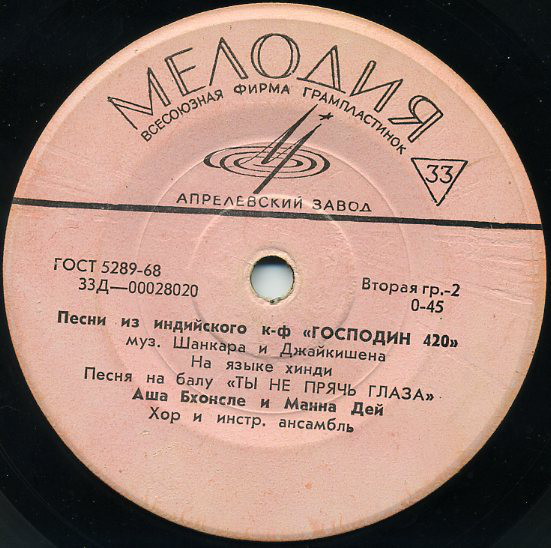 МЕЛОДИЯ
ВСЕСОЮЗНАЯ ФИРМА ГРАМПЛАСТИНОК
33
АПРЕЛЕВСКИЙ ЗАВОД
ГОСТ 5289-68
33Д—00028020
Вторая гр.-2
0-45
Песни из индийского к-ф «ГОСПОДИН 420»
муз. Шанкара и Джайкишена
На языке хинди
Песня на балу «ТЫ НЕ ПРЯЧЬ ГЛАЗА»
Аша Бхонсле и Манна Дей
Хор и инстр. ансамбль